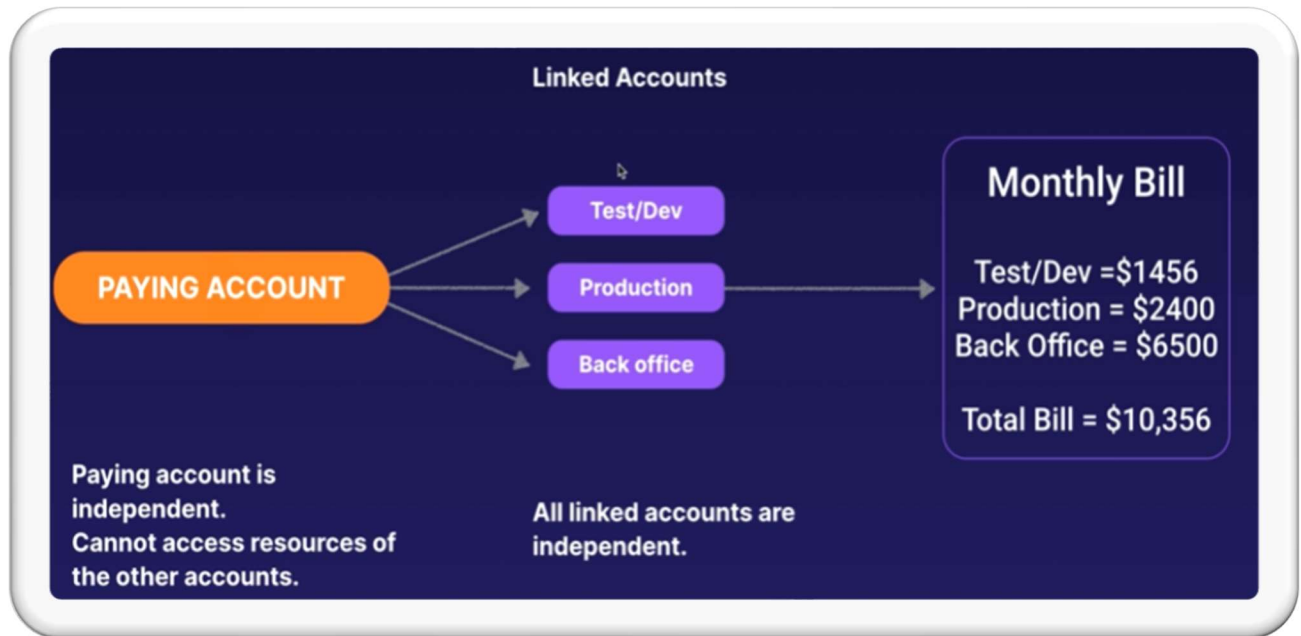 Linked Accounts
Test/Dev
PAYING ACCOUNT
Production
Back office
Monthly Bill
Test/Dev =$1456
Production = $2400
Back Office = $6500
Total Bill = $10,356
Paying account is
independent.
Cannot access resources of
the other accounts.
All linked accounts are
independent.